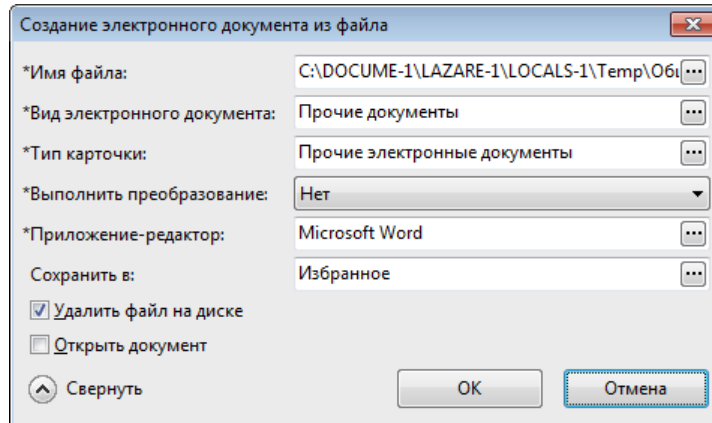 Создание электронного документа из файла
*Имя файла: C:\DOCUME-1\LAZARE-1\LOCALS-1\Temp\Общ
*Вид электронного документа: Прочие документы
*Тип карточки: Прочие электронные документы
*Выполнить преобразование: Нет
*Приложение-редактор: Microsoft Word
Сохранить в: Избранное
Удалить файл на диске
Открыть документ
Свернуть OK Отмена